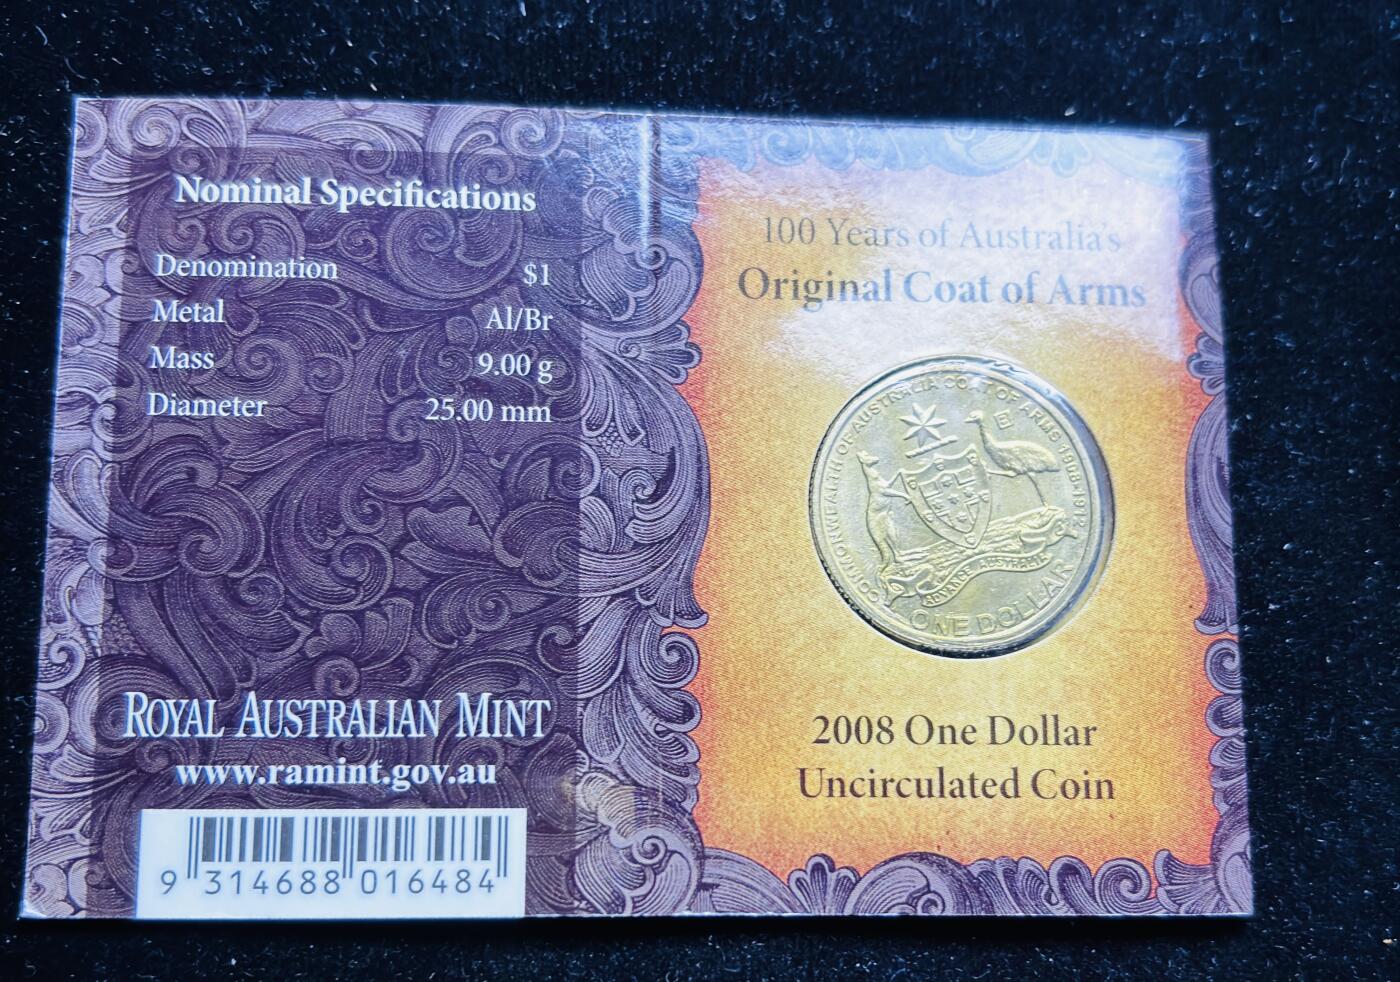 Nominal Specifications
Denomination $1
Metal Al/Br
Mass 9.00 g
Diameter 25.00 mm
ROYAL AUSTRALIAN MINT
www.ramint.gov.au
9 314688 016484
100 Years of Australia's
Original Coat of Arms
COMMONWEALTH OF AUSTRALIA COAT OF ARMS 1908-1912
ADVANCE AUSTRALIA
ONE DOLLAR
2008 One Dollar
Uncirculated Coin